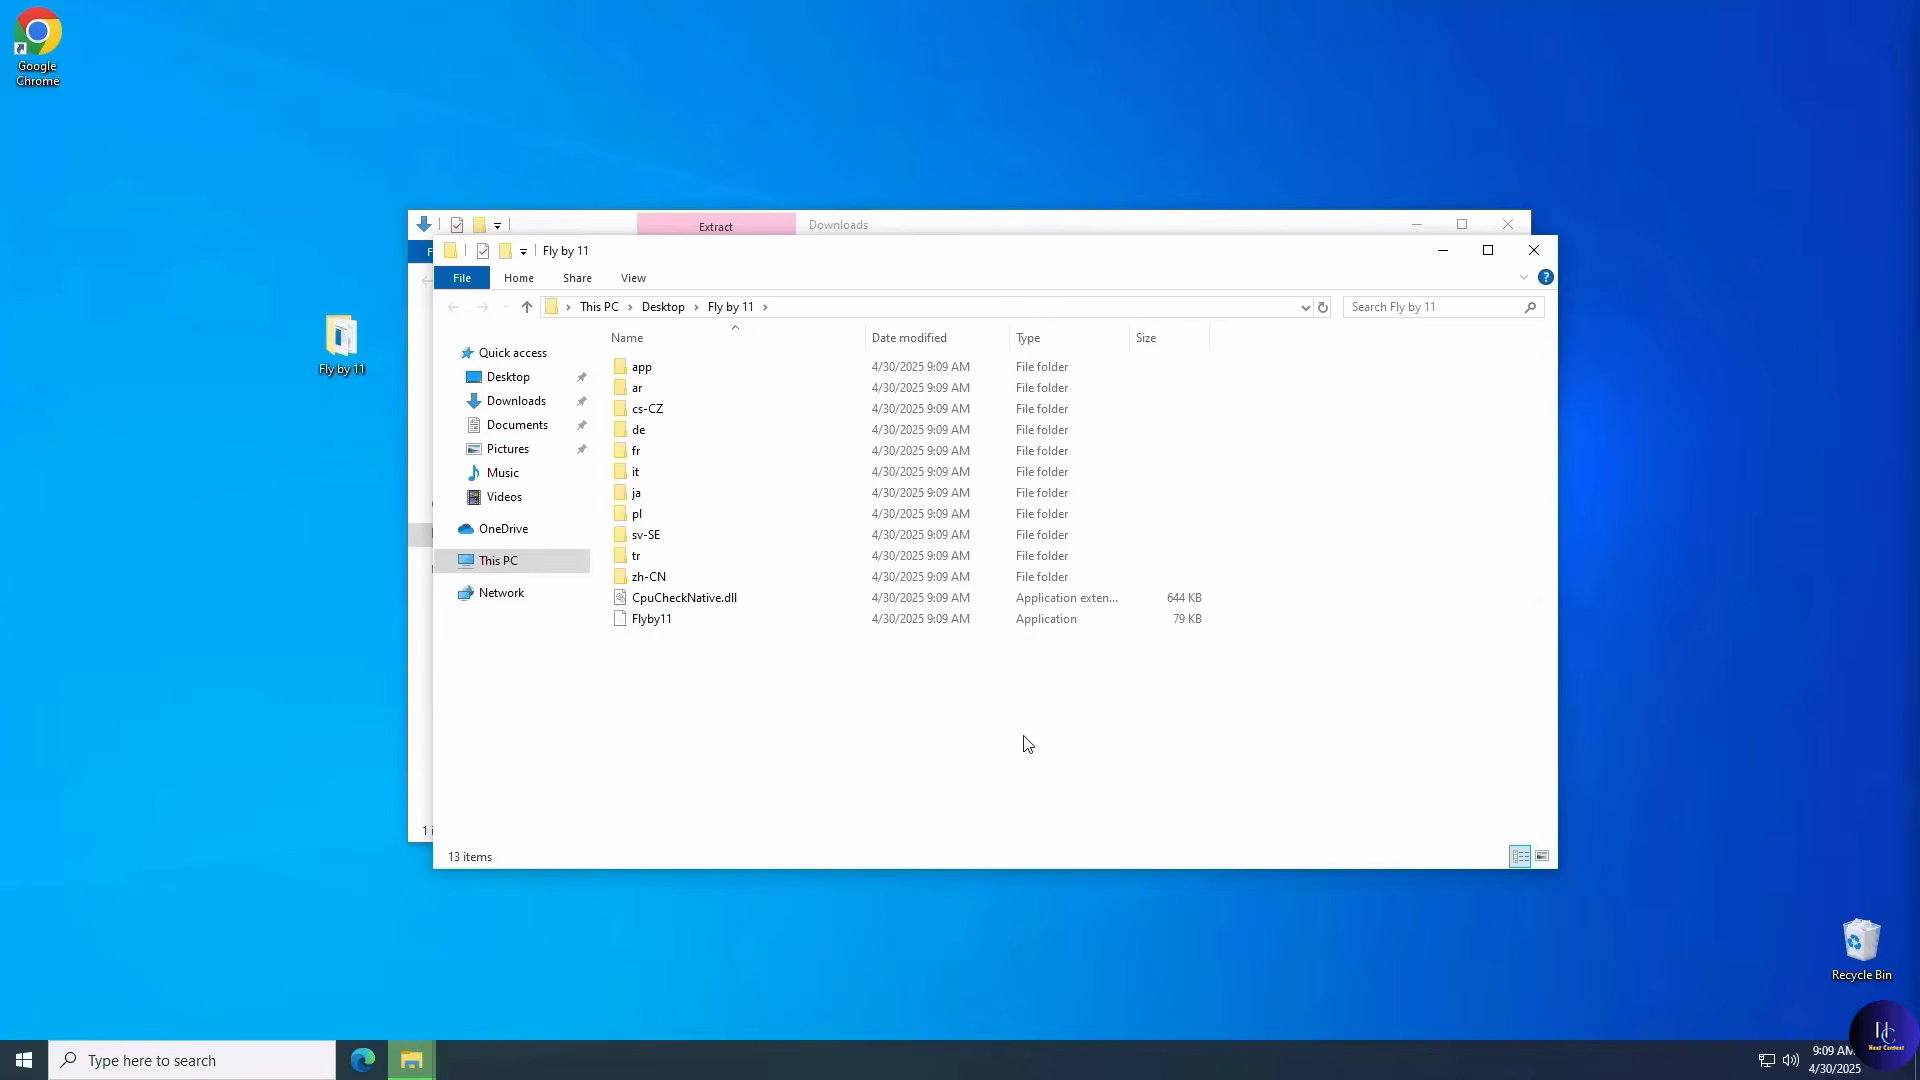 Google
Chrome
Fly by 11
Extract
Downloads
Fly by 11
File
Home
Share
View
This PC
Desktop
Fly by 11
Search Fly by 11
Name
Date modified
Type
Size
Quick access
Desktop
Downloads
Documents
Pictures
Music
Videos
OneDrive
This PC
Network
app 4/30/2025 9:09 AM File folder
ar 4/30/2025 9:09 AM File folder
cs-CZ 4/30/2025 9:09 AM File folder
de 4/30/2025 9:09 AM File folder
fr 4/30/2025 9:09 AM File folder
it 4/30/2025 9:09 AM File folder
ja 4/30/2025 9:09 AM File folder
pl 4/30/2025 9:09 AM File folder
sv-SE 4/30/2025 9:09 AM File folder
tr 4/30/2025 9:09 AM File folder
zh-CN 4/30/2025 9:09 AM File folder
CpuCheckNative.dll 4/30/2025 9:09 AM Application exten... 644 KB
Flyby11 4/30/2025 9:09 AM Application 79 KB
13 items
Recycle Bin
Type here to search
9:09 AM
4/30/2025